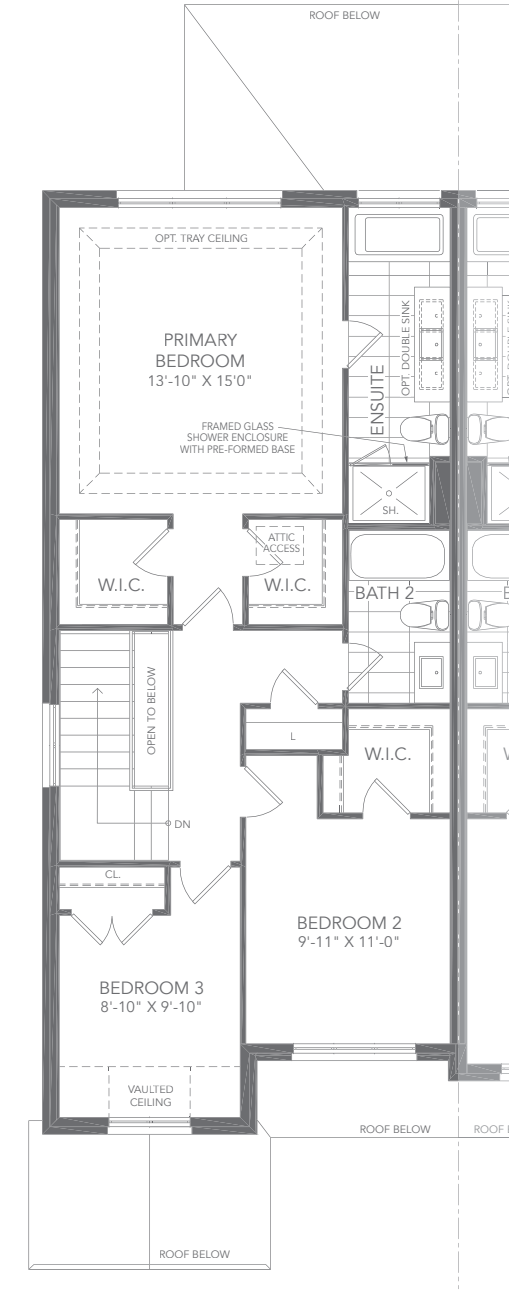 ROOF BELOW
OPT. TRAY CEILING
PRIMARY
BEDROOM
13'-10" X 15'0"
OPT. DOUBLE SINK
ENSUITE
FRAMED GLASS
SHOWER ENCLOSURE
WITH PRE-FORMED BASE
SH.
ATTIC
ACCESS
W.I.C.
W.I.C.
BATH 2
OPEN TO BELOW
L
W.I.C.
DN
CL.
BEDROOM 2
9'-11" X 11'-0"
BEDROOM 3
8'-10" X 9'-10"
VAULTED
CEILING
ROOF BELOW
ROOF
ROOF BELOW